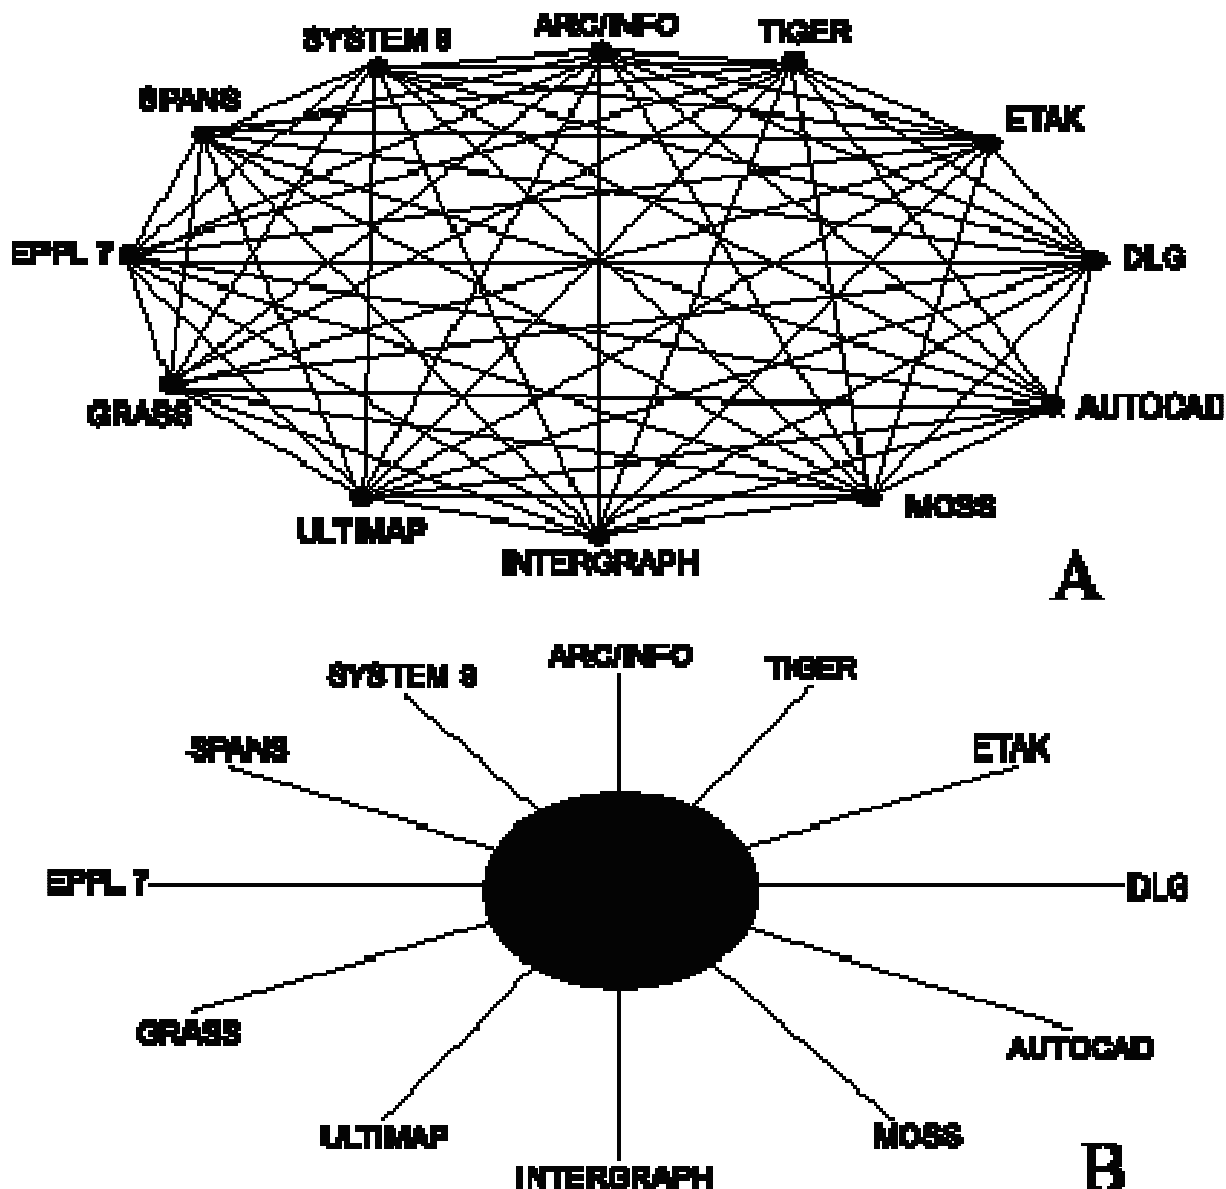 ARC/INFO
TIGER
SYSTEM 9
SPANS
ETAK
EPPL 7
DLG
GRASS
AUTOCAD
ULTIMAP
MOSS
INTERGRAPH
A
ARC/INFO
TIGER
SYSTEM 9
SPANS
ETAK
EPPL 7
DLG
GRASS
AUTOCAD
ULTIMAP
MOSS
INTERGRAPH
B